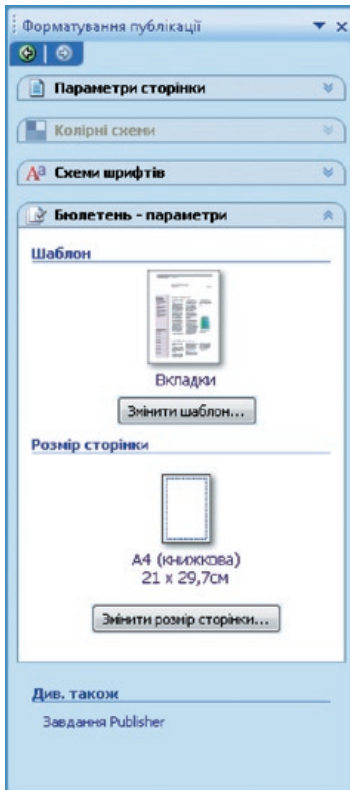 Форматування публікації
Параметри сторінки
Колірні схеми
Схеми шрифтів
Бюлетень - параметри
Шаблон
Вкладки
Змінити шаблон...
Розмір сторінки
А4 (книжкова)
21 x 29,7см
Змінити розмір сторінки...
Див. також
Завдання Publisher